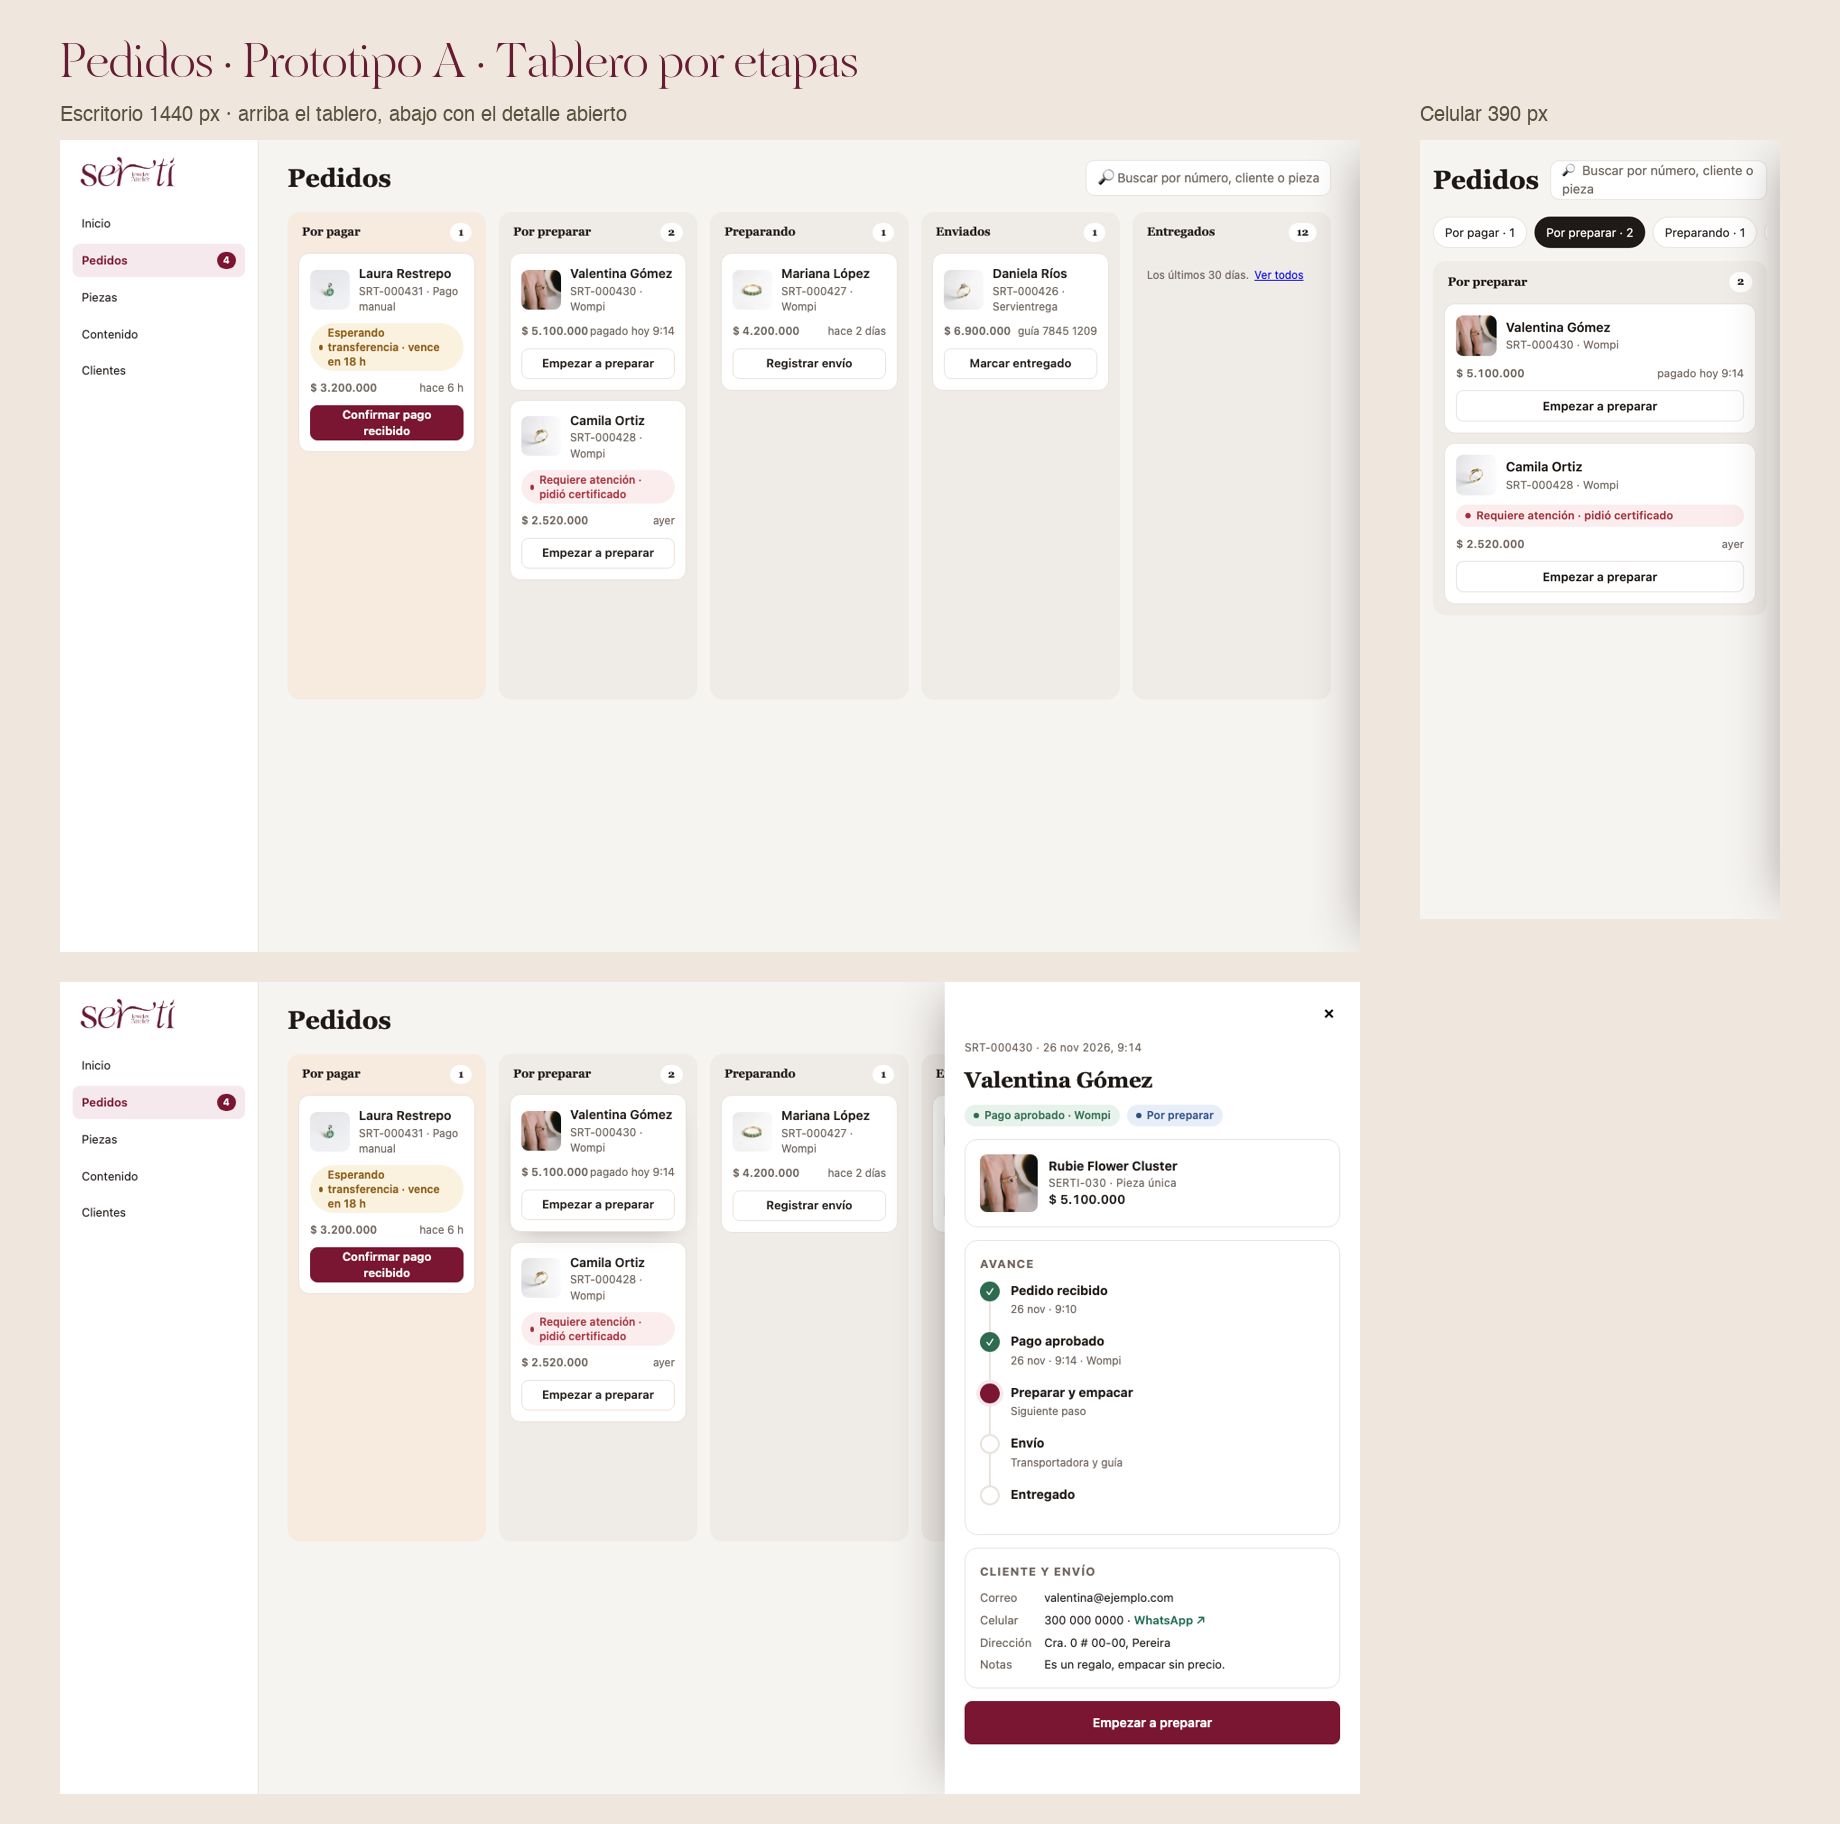 Pedidos · Prototipo A · Tablero por etapas
Escritorio 1440 px · arriba el tablero, abajo con el detalle abierto
serti
Inicio
Pedidos 4
Piezas
Contenido
Clientes
Pedidos
Buscar por número, cliente o pieza
Por pagar 1
Laura Restrepo
SRT-000431 · Pago
manual
Esperando
transferencia · vence
en 18 h
$ 3.200.000 hace 6 h
Confirmar pago
recibido
Por preparar 2
Valentina Gómez
SRT-000430 ·
Wompi
$ 5.100.000 pagado hoy 9:14
Empezar a preparar
Camila Ortiz
SRT-000428 ·
Wompi
Requiere atención ·
pidió certificado
$ 2.520.000 ayer
Empezar a preparar
Preparando 1
Mariana López
SRT-000427 ·
Wompi
$ 4.200.000 hace 2 días
Registrar envío
Enviados 1
Daniela Ríos
SRT-000426 ·
Servientrega
$ 6.900.000 guía 7845 1209
Marcar entregado
Entregados 12
Los últimos 30 días. Ver todos
Celular 390 px
Pedidos
Buscar por número, cliente o
pieza
Por pagar · 1
Por preparar · 2
Preparando · 1
Por preparar 2
Valentina Gómez
SRT-000430 · Wompi
$ 5.100.000 pagado hoy 9:14
Empezar a preparar
Camila Ortiz
SRT-000428 · Wompi
Requiere atención · pidió certificado
$ 2.520.000 ayer
Empezar a preparar
serti
Inicio
Pedidos 4
Piezas
Contenido
Clientes
Pedidos
Por pagar 1
Laura Restrepo
SRT-000431 · Pago
manual
Esperando
transferencia · vence
en 18 h
$ 3.200.000 hace 6 h
Confirmar pago
recibido
Por preparar 2
Valentina Gómez
SRT-000430 ·
Wompi
$ 5.100.000 pagado hoy 9:14
Empezar a preparar
Camila Ortiz
SRT-000428 ·
Wompi
Requiere atención ·
pidió certificado
$ 2.520.000 ayer
Empezar a preparar
Preparando 1
Mariana López
SRT-000427 ·
Wompi
$ 4.200.000 hace 2 días
Registrar envío
E
×
SRT-000430 · 26 nov 2026, 9:14
Valentina Gómez
Pago aprobado · Wompi
Por preparar
Rubie Flower Cluster
SERTI-030 · Pieza única
$ 5.100.000
AVANCE
Pedido recibido
26 nov · 9:10
Pago aprobado
26 nov · 9:14 · Wompi
Preparar y empacar
Siguiente paso
Envío
Transportadora y guía
Entregado
CLIENTE Y ENVÍO
Correo valentina@ejemplo.com
Celular 300 000 0000 · WhatsApp ↗
Dirección Cra. 0 # 00-00, Pereira
Notas Es un regalo, empacar sin precio.
Empezar a preparar